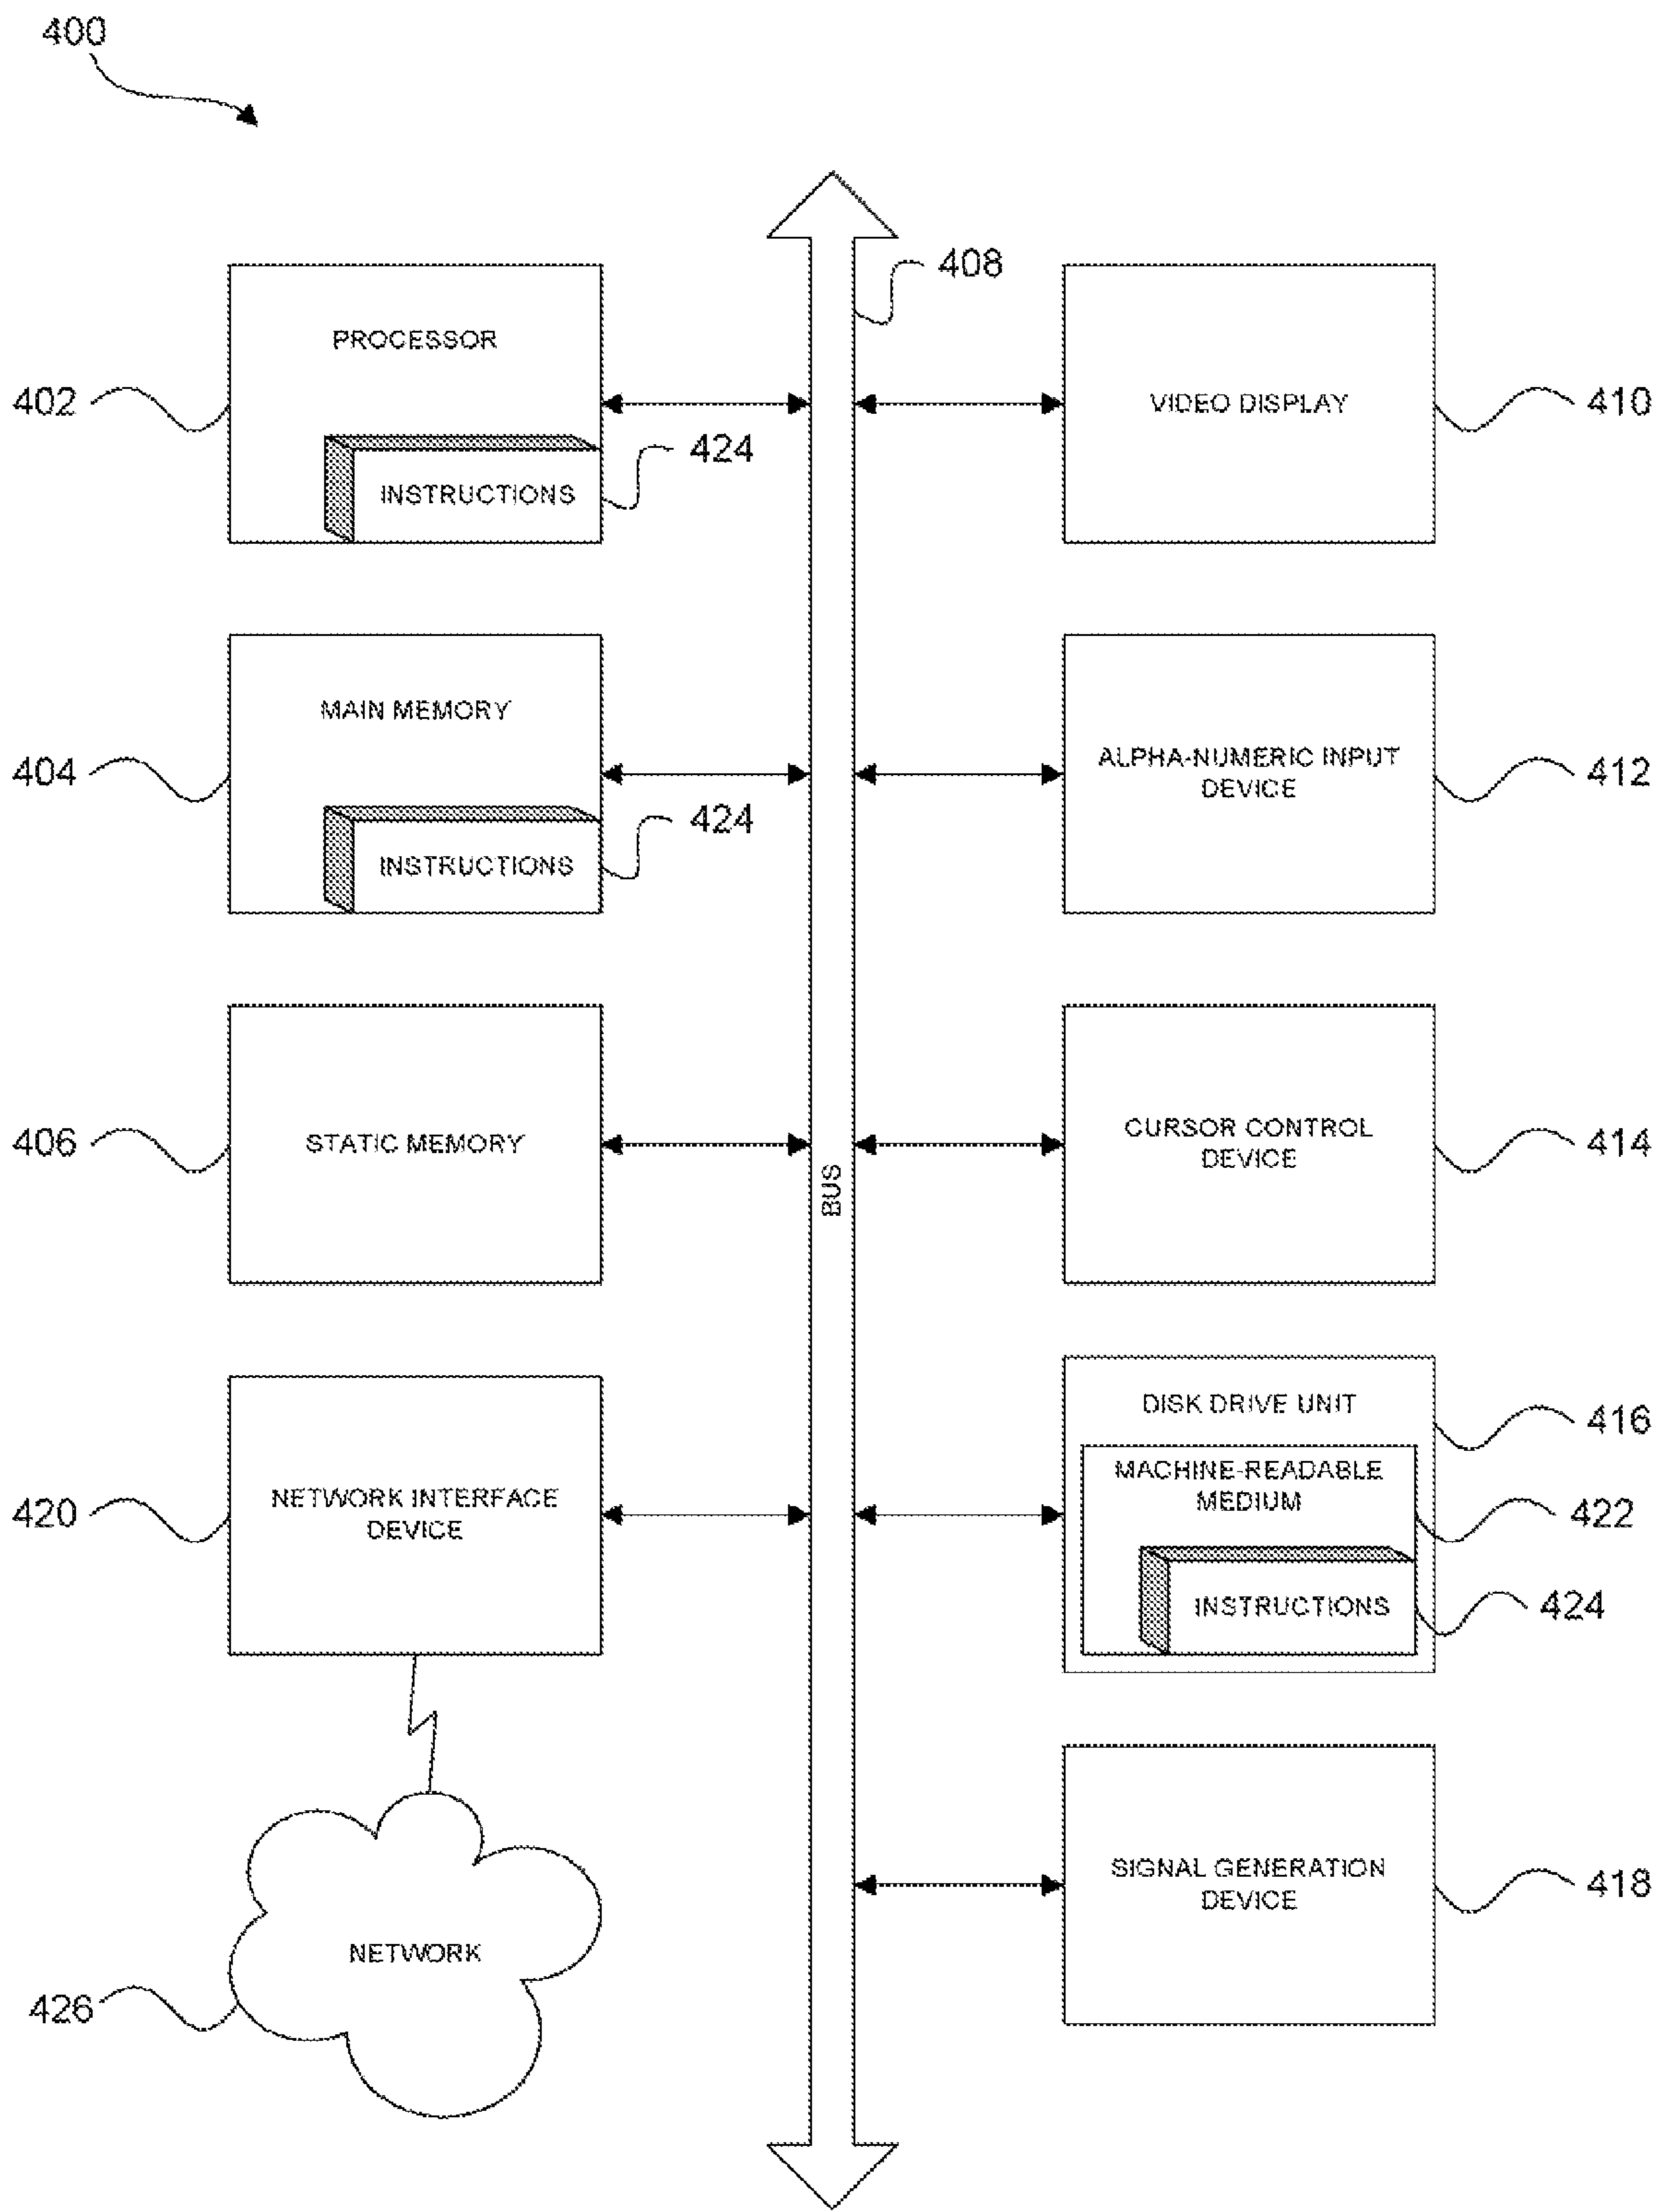 400
408
PROCESSOR
402
424
INSTRUCTIONS
VIDEO DISPLAY
410
MAIN MEMORY
404
424
INSTRUCTIONS
ALPHA-NUMERIC INPUT
DEVICE
412
STATIC MEMORY
406
BUS
CURSOR CONTROL
DEVICE
414
NETWORK INTERFACE
DEVICE
420
DISK DRIVE UNIT
416
MACHINE-READABLE
MEDIUM
422
INSTRUCTIONS
424
NETWORK
426
SIGNAL GENERATION
DEVICE
418